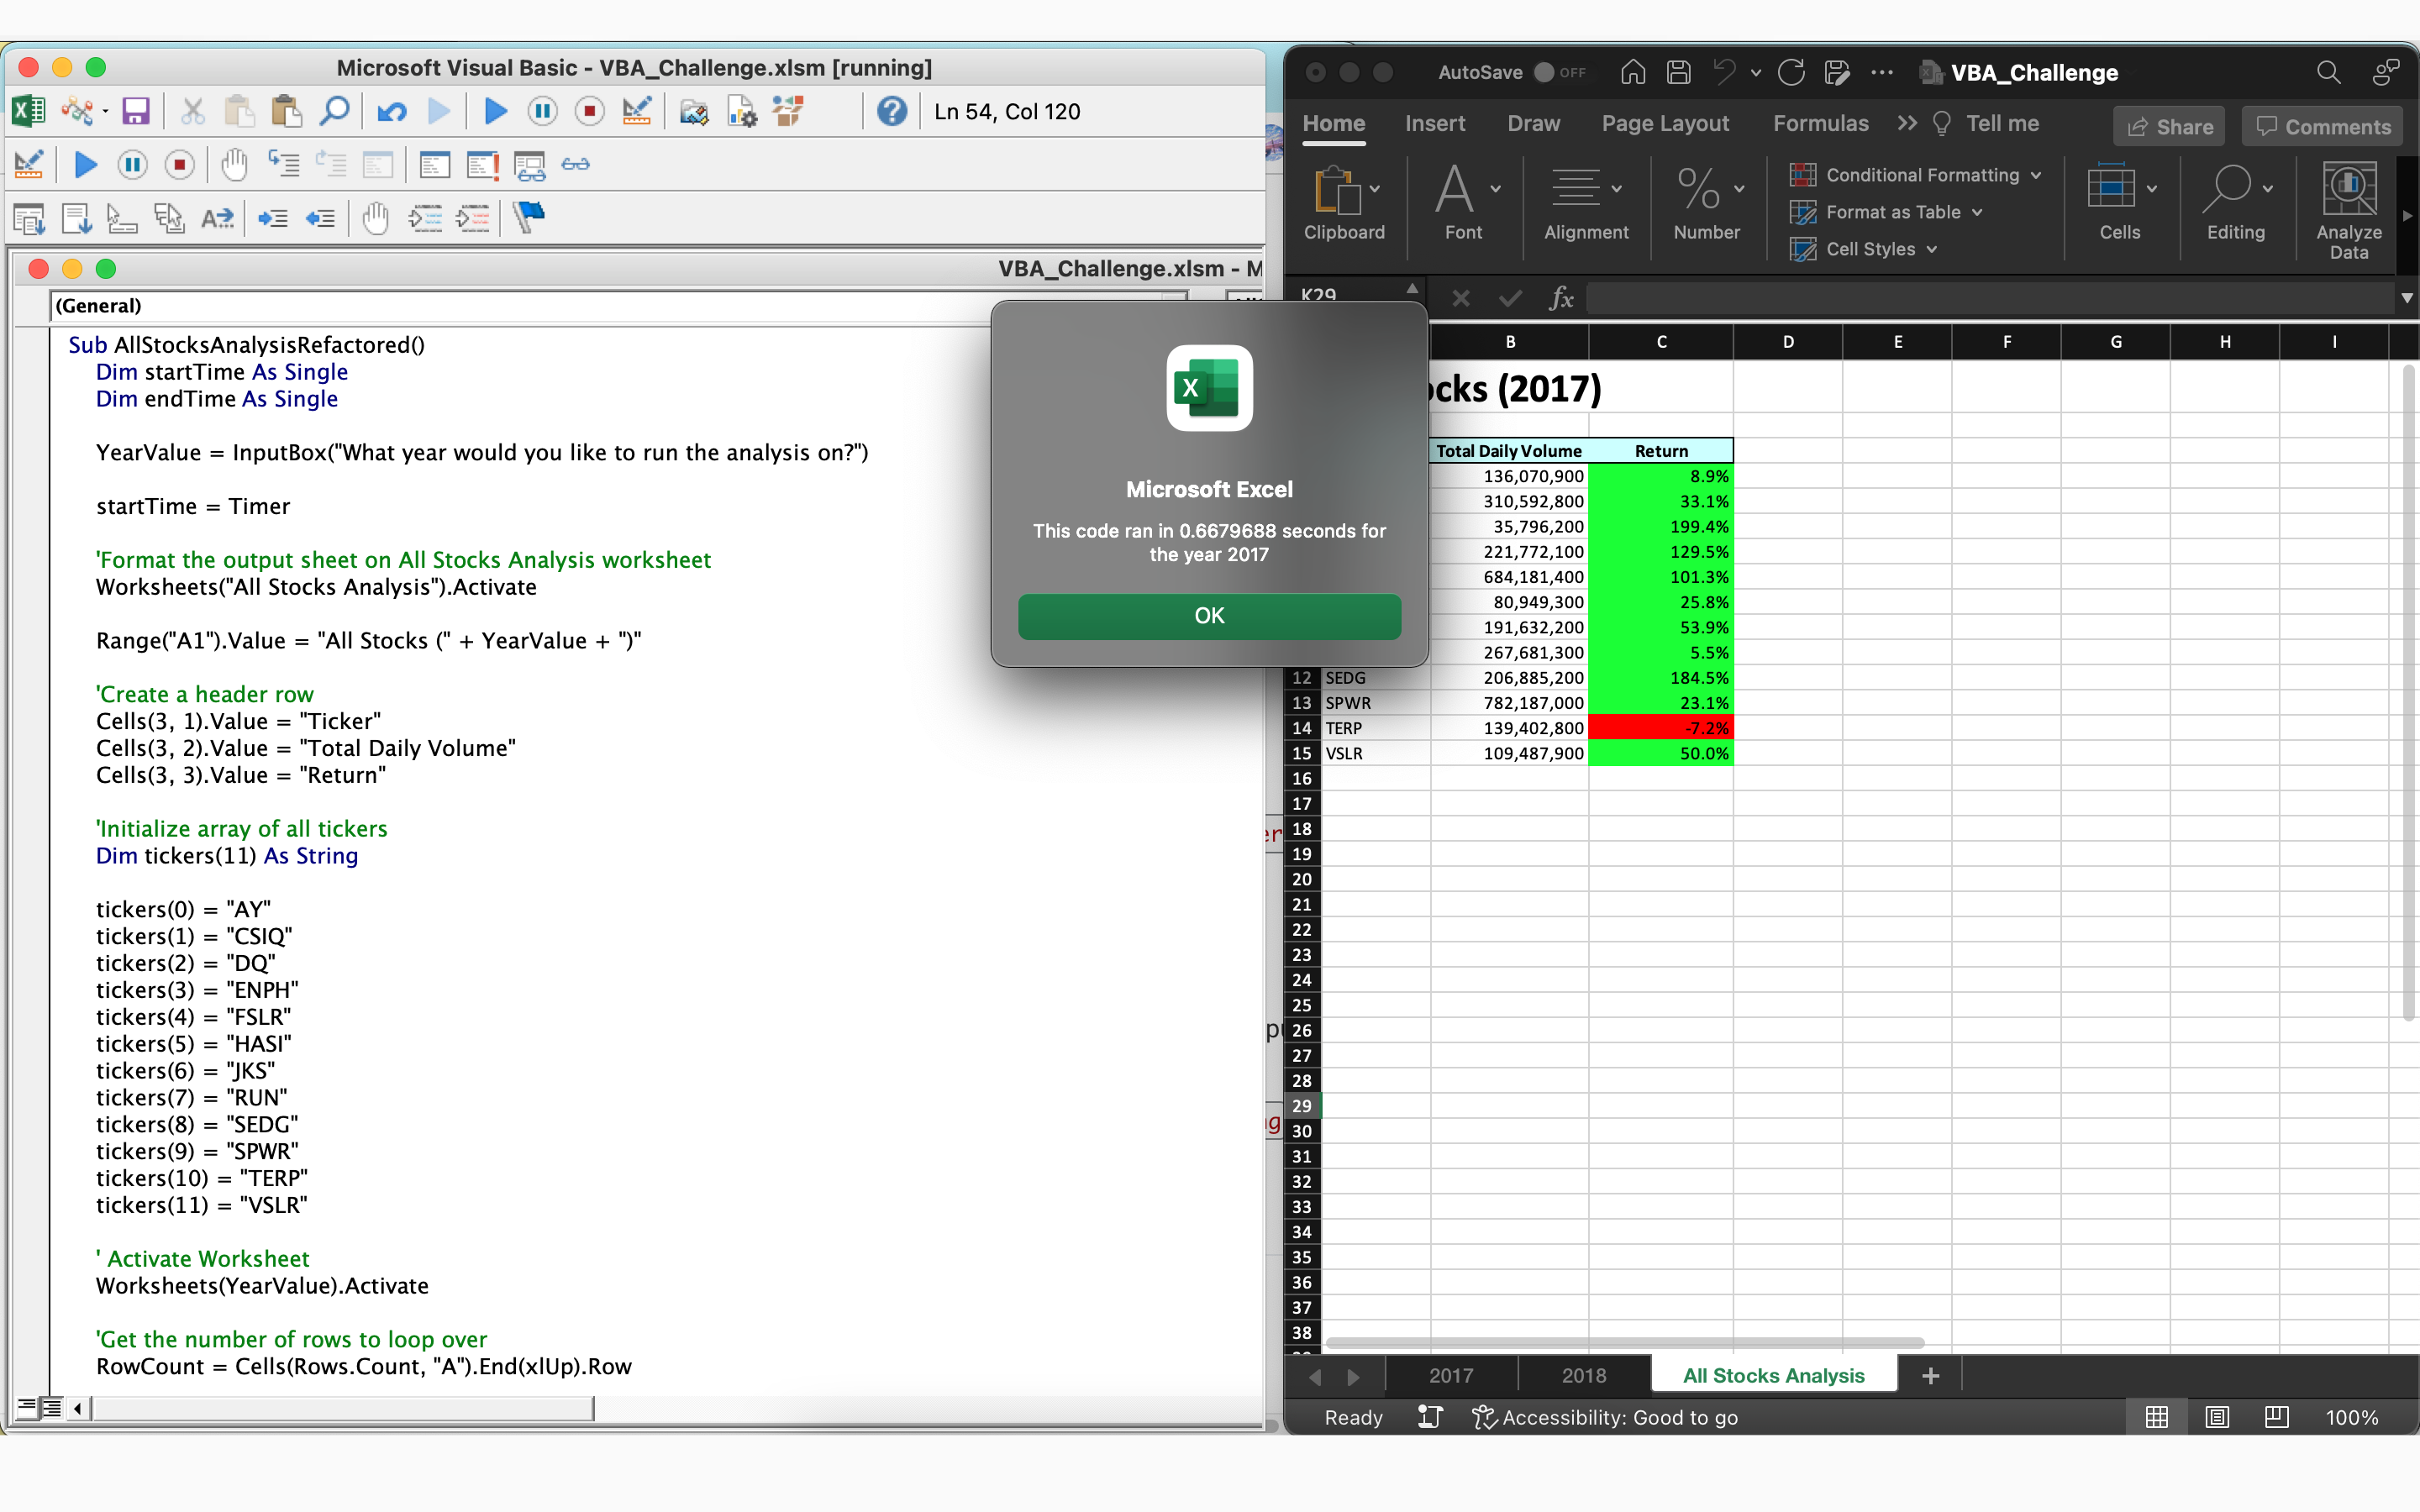 Microsoft Visual Basic - VBA_Challenge.xlsm [running]
Ln 54, Col 120
VBA_Challenge.xlsm - M
(General)
Sub AllStocksAnalysisRefactored()
Dim startTime As Single
Dim endTime As Single
YearValue = InputBox("What year would you like to run the analysis on?")
startTime = Timer
'Format the output sheet on All Stocks Analysis worksheet
Worksheets("All Stocks Analysis").Activate
Range("A1").Value = "All Stocks (" + YearValue + ")"
'Create a header row
Cells(3, 1).Value = "Ticker"
Cells(3, 2).Value = "Total Daily Volume"
Cells(3, 3).Value = "Return"
'Initialize array of all tickers
Dim tickers(11) As String
tickers(0) = "AY"
tickers(1) = "CSIQ"
tickers(2) = "DQ"
tickers(3) = "ENPH"
tickers(4) = "FSLR"
tickers(5) = "HASI"
tickers(6) = "JKS"
tickers(7) = "RUN"
tickers(8) = "SEDG"
tickers(9) = "SPWR"
tickers(10) = "TERP"
tickers(11) = "VSLR"
' Activate Worksheet
Worksheets(YearValue).Activate
'Get the number of rows to loop over
RowCount = Cells(Rows.Count, "A").End(xlUp).Row
Microsoft Excel
This code ran in 0.6679688 seconds for
the year 2017
OK
AutoSave OFF
VBA_Challenge
Home Insert Draw Page Layout Formulas Tell me Share Comments
Clipboard Font Alignment Number
Conditional Formatting
Format as Table
Cell Styles
Cells Editing Analyze
Data
K29 fx
B C D E F G H I
ocks (2017)
Total Daily Volume Return
136,070,900 8.9%
310,592,800 33.1%
35,796,200 199.4%
221,772,100 129.5%
684,181,400 101.3%
80,949,300 25.8%
191,632,200 53.9%
267,681,300 5.5%
12 SEDG 206,885,200 184.5%
13 SPWR 782,187,000 23.1%
14 TERP 139,402,800 -7.2%
15 VSLR 109,487,900 50.0%
16
17
18
19
20
21
22
23
24
25
26
27
28
29
30
31
32
33
34
35
36
37
38
2017 2018 All Stocks Analysis +
Ready Accessibility: Good to go 100%